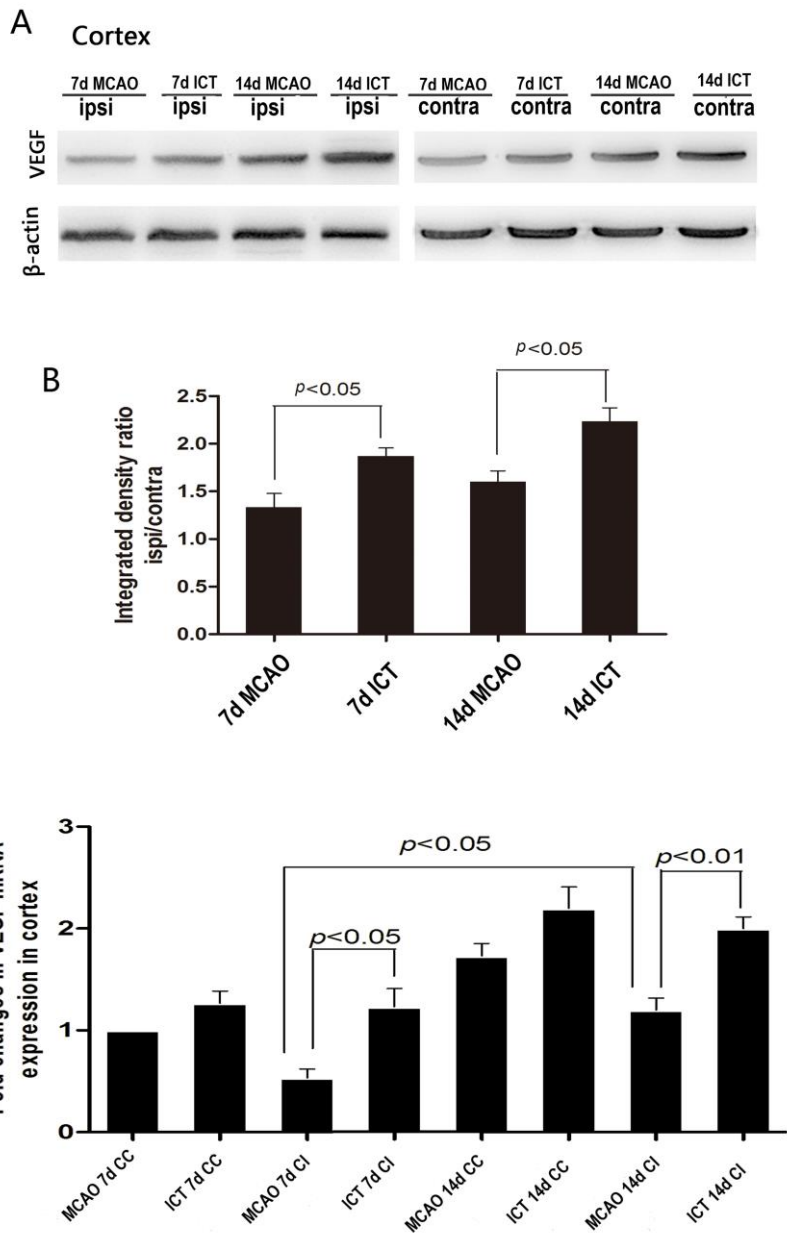 A
Cortex
7d MCAO 7d ICT 14d MCAO 14d ICT 7d MCAO 7d ICT 14d MCAO 14d ICT
ipsi ipsi ipsi ipsi contra contra contra contra
VEGF
β-actin
B
p<0.05
p<0.05
Integrated density ratio
ispi/contra
2.5
2.0
1.5
1.0
0.5
0.0
7d MCAO 7d ICT 14d MCAO 14d ICT
expression in cortex
3
2
1
0
p<0.05
p<0.01
p<0.05
MCAO 7d CC ICT 7d CC MCAO 7d CI ICT 7d CI MCAO 14d CC ICT 14d CC MCAO 14d CI ICT 14d CI